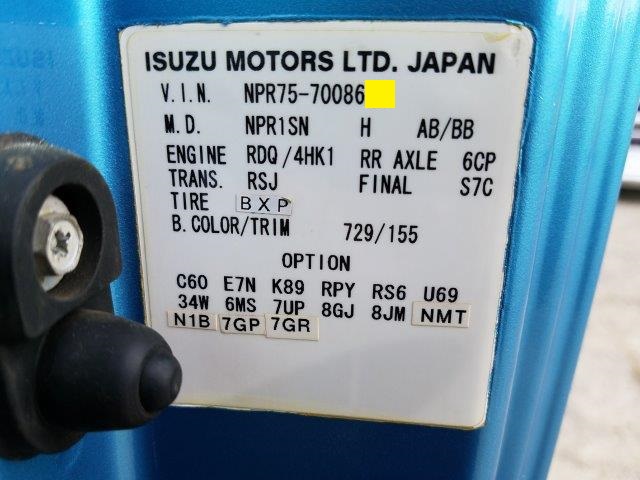 ISUZU MOTORS LTD. JAPAN
V.I.N. NPR75-70086
M.D. NPR1SN H AB/BB
ENGINE RDQ/4HK1 RR AXLE 6CP
TRANS. RSJ FINAL S7C
TIRE BXP
B.COLOR/TRIM 729/155
OPTION
C60 E7N K89 RPY RS6 U69
34W 6MS 7UP 8GJ 8JM NMT
N1B 7GP 7GR